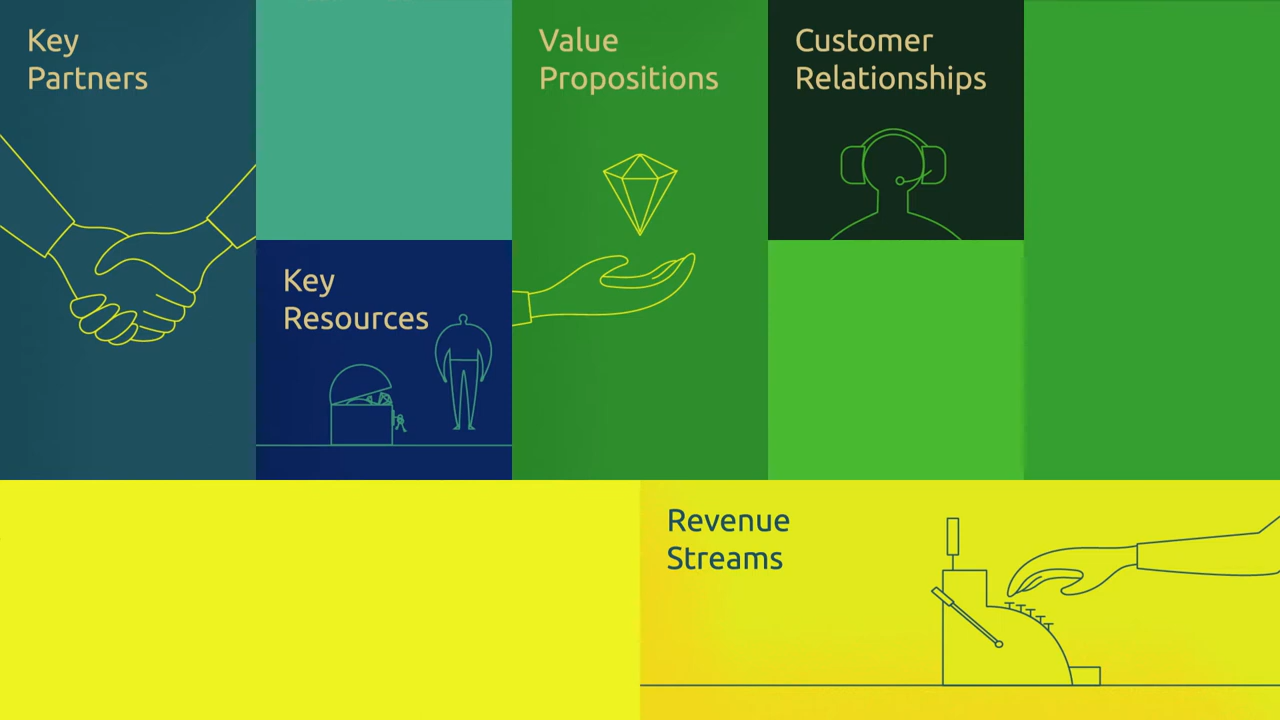 Key
Partners
Value
Propositions
Customer
Relationships
Key
Resources
Revenue
Streams